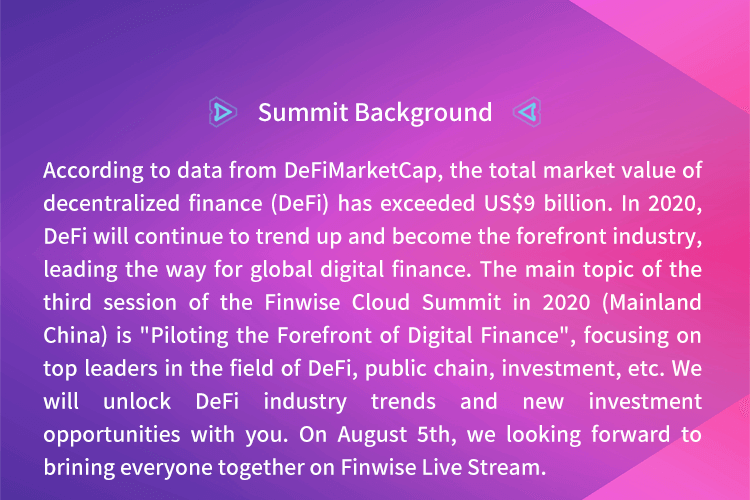 Summit Background
According to data from DeFiMarketCap, the total market value of
decentralized finance (DeFi) has exceeded US$9 billion. In 2020,
DeFi will continue to trend up and become the forefront industry,
leading the way for global digital finance. The main topic of the
third session of the Finwise Cloud Summit in 2020 (Mainland
China) is "Piloting the Forefront of Digital Finance", focusing on
top leaders in the field of DeFi, public chain, investment, etc. We
will unlock DeFi industry trends and new investment
opportunities with you. On August 5th, we looking forward to
brining everyone together on Finwise Live Stream.